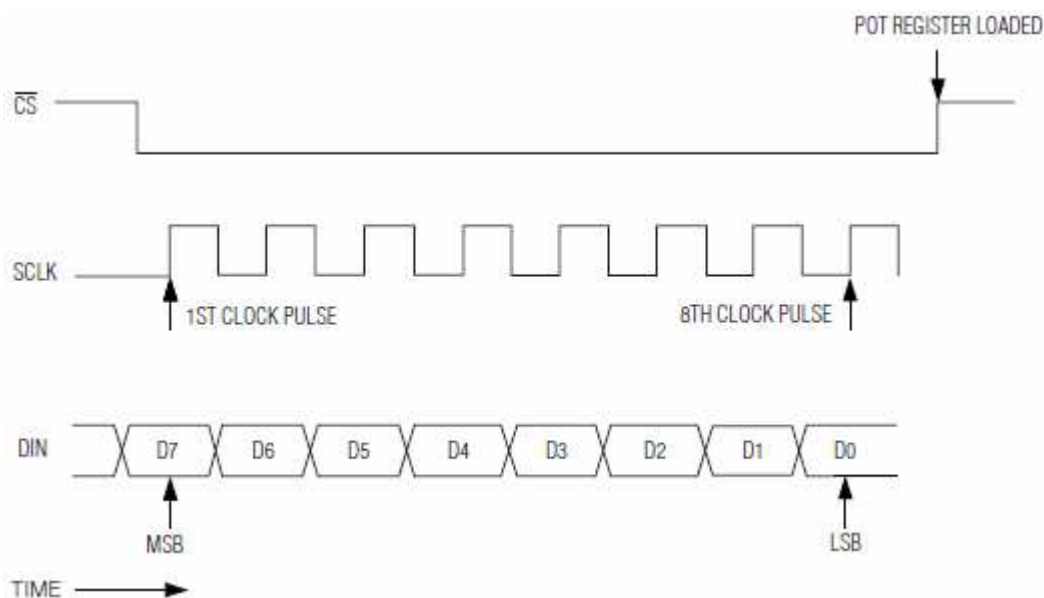 POT REGISTER LOADED
C̅S̅
SCLK
1ST CLOCK PULSE
8TH CLOCK PULSE
DIN
D7
D6
D5
D4
D3
D2
D1
D0
MSB
LSB
TIME